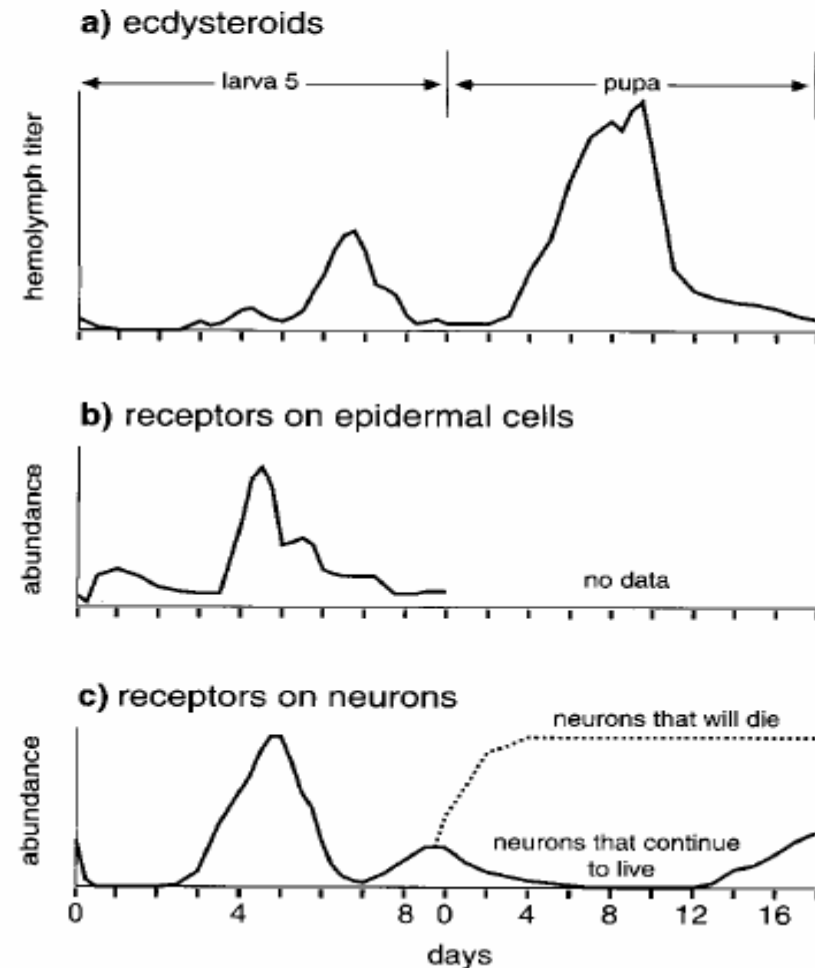 a) ecdysteroids
larva 5
pupa
hemolymph titer
b) receptors on epidermal cells
abundance
no data
c) receptors on neurons
abundance
neurons that will die
neurons that continue
to live
0 4 8 0 4 8 12 16
days